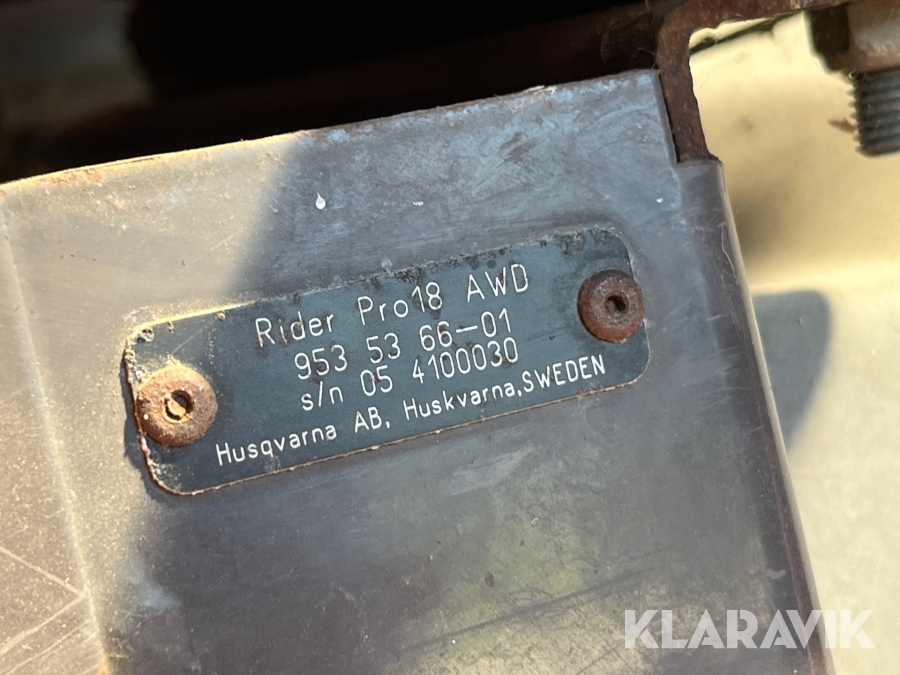 Rider Pro18 AWD
953 53 66-01
s/n 05 4100030
Husqvarna AB, Huskvarna,SWEDEN
KLARAVIK